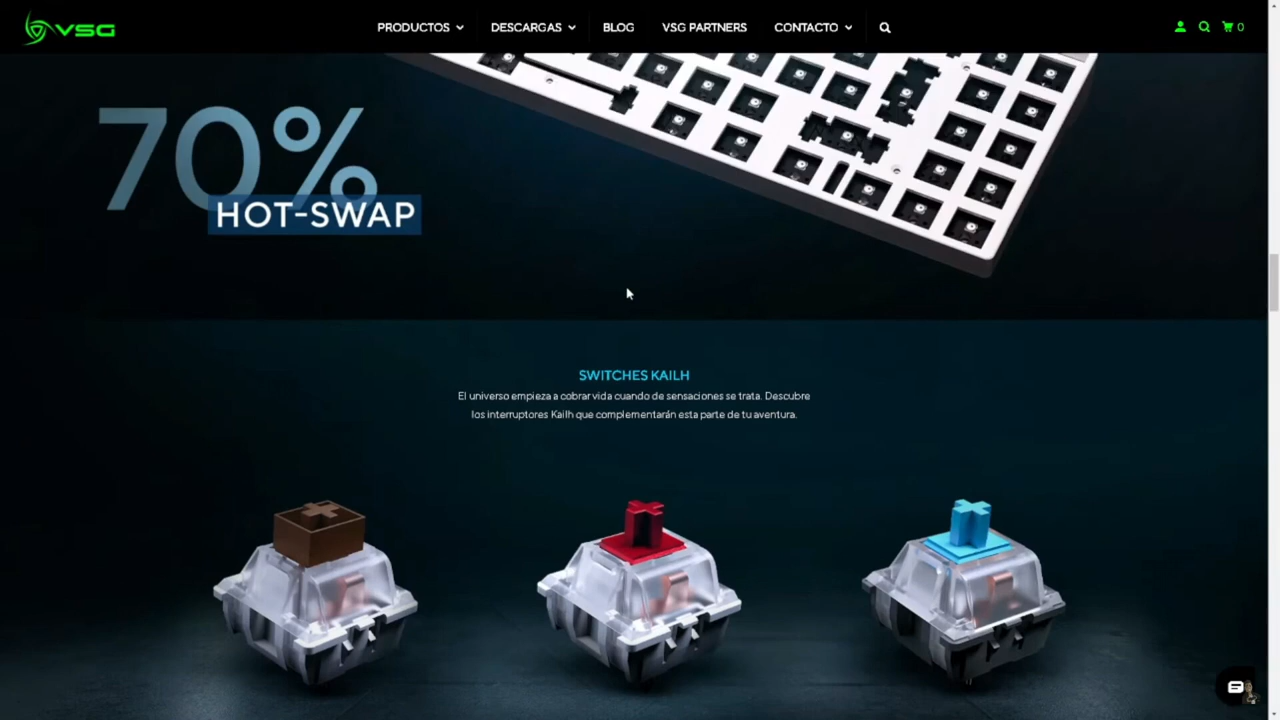 VSG
PRODUCTOS
DESCARGAS
BLOG
VSG PARTNERS
CONTACTO
0
70%
HOT-SWAP
SWITCHES KAILH
El universo empieza a cobrar vida cuando de sensaciones se trata. Descubre
los interruptores Kailh que complementarán esta parte de tu aventura.